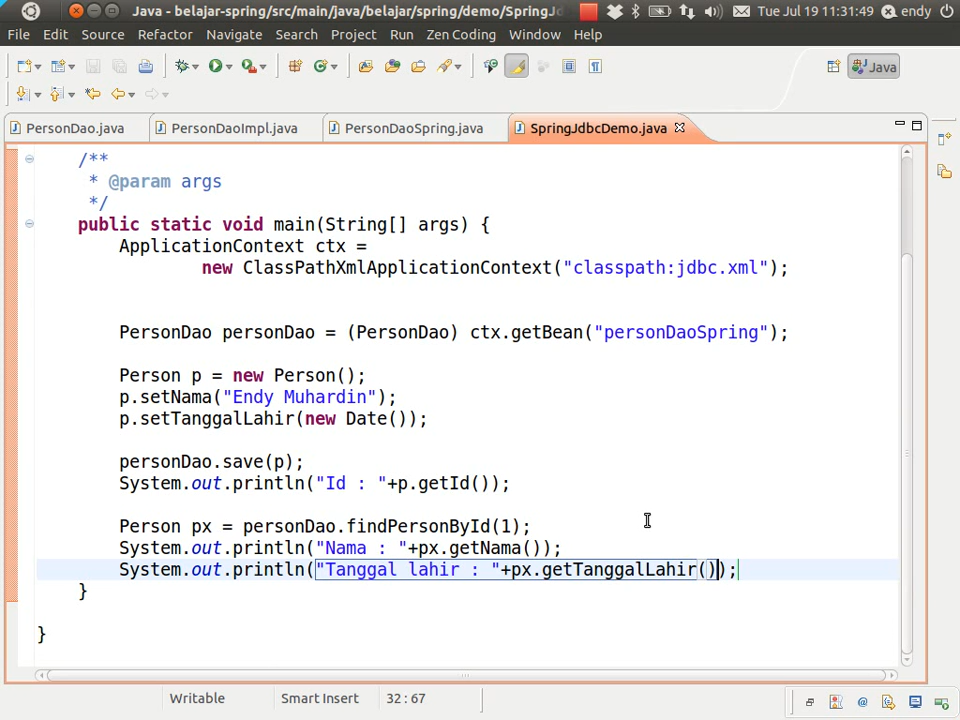 Java - belajar-spring/src/main/java/belajar/spring/demo/SpringJd
Tue Jul 19 11:31:49
endy
File Edit Source Refactor Navigate Search Project Run Zen Coding Window Help
Java
PersonDao.java
PersonDaoImpl.java
PersonDaoSpring.java
SpringJdbcDemo.java
/**
* @param args
*/
public static void main(String[] args) {
ApplicationContext ctx =
new ClassPathXmlApplicationContext("classpath:jdbc.xml");
PersonDao personDao = (PersonDao) ctx.getBean("personDaoSpring");
Person p = new Person();
p.setNama("Endy Muhardin");
p.setTanggalLahir(new Date());
personDao.save(p);
System.out.println("Id : "+p.getId());
Person px = personDao.findPersonById(1);
System.out.println("Nama : "+px.getNama());
System.out.println("Tanggal lahir : "+px.getTanggalLahir());
}
}
Writable
Smart Insert
32 : 67